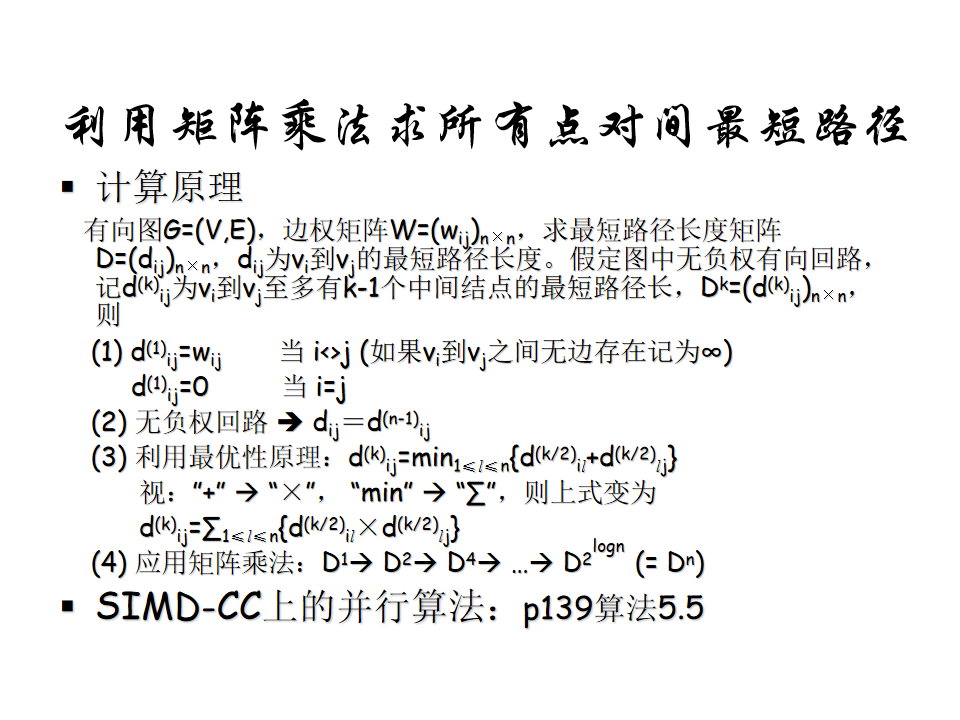 利用矩阵乘法求所有点对间最短路径
▪ 计算原理
有向图G=(V,E)，边权矩阵W=(wij)n×n，求最短路径长度矩阵
D=(dij)n×n，dij为vi到vj的最短路径长度。假定图中无负权有向回路，
记d(k)ij为vi到vj至多有k-1个中间结点的最短路径长，Dk=(d(k)ij)n×n，
则
(1) d(1)ij=wij 当 i<>j (如果vi到vj之间无边存在记为∞)
d(1)ij=0 当 i=j
(2) 无负权回路 → dij＝d(n-1)ij
(3) 利用最优性原理：d(k)ij=min1≤l≤n{d(k/2)il+d(k/2)lj}
视："+" → "×"， "min" → "∑"，则上式变为
d(k)ij=∑1≤l≤n{d(k/2)il×d(k/2)lj}
(4) 应用矩阵乘法：D1→ D2→ D4→ …→ D2logn (= Dn)
▪ SIMD-CC上的并行算法：p139算法5.5